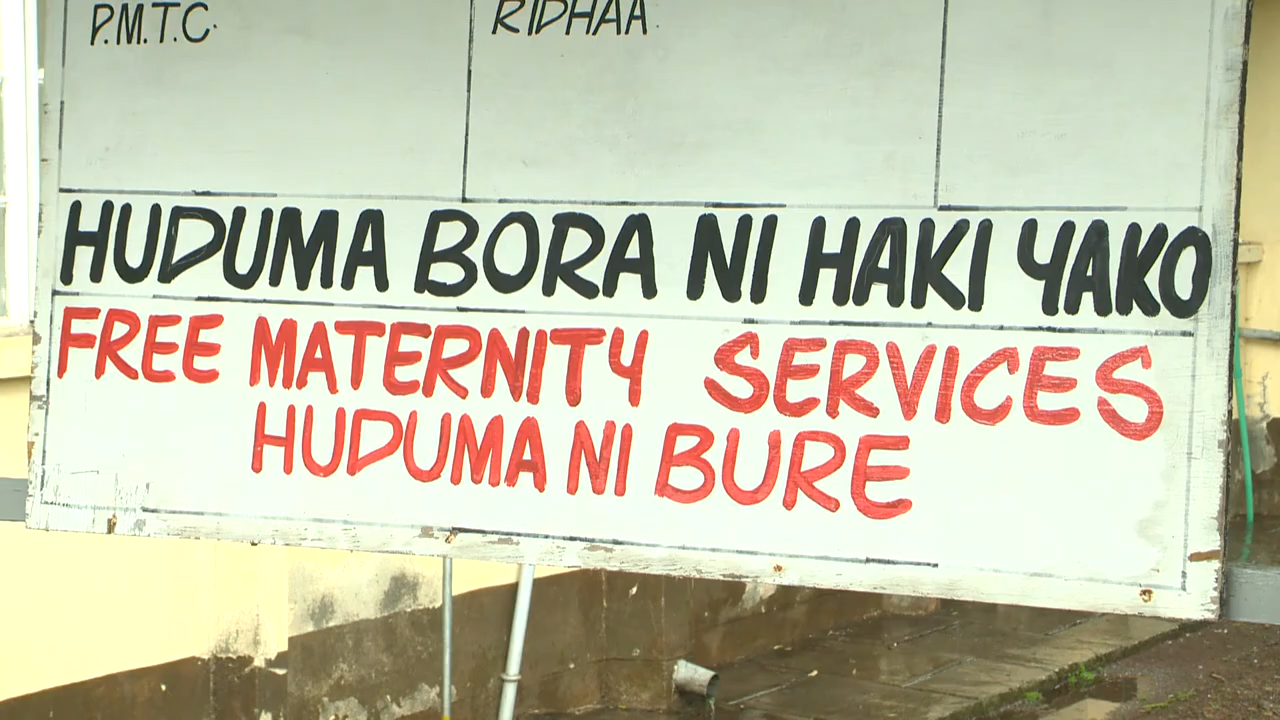 P.M.T.C. RIDHAA.
HUDUMA BORA NI HAKI YAKO
FREE MATERNITY SERVICES
HUDUMA NI BURE